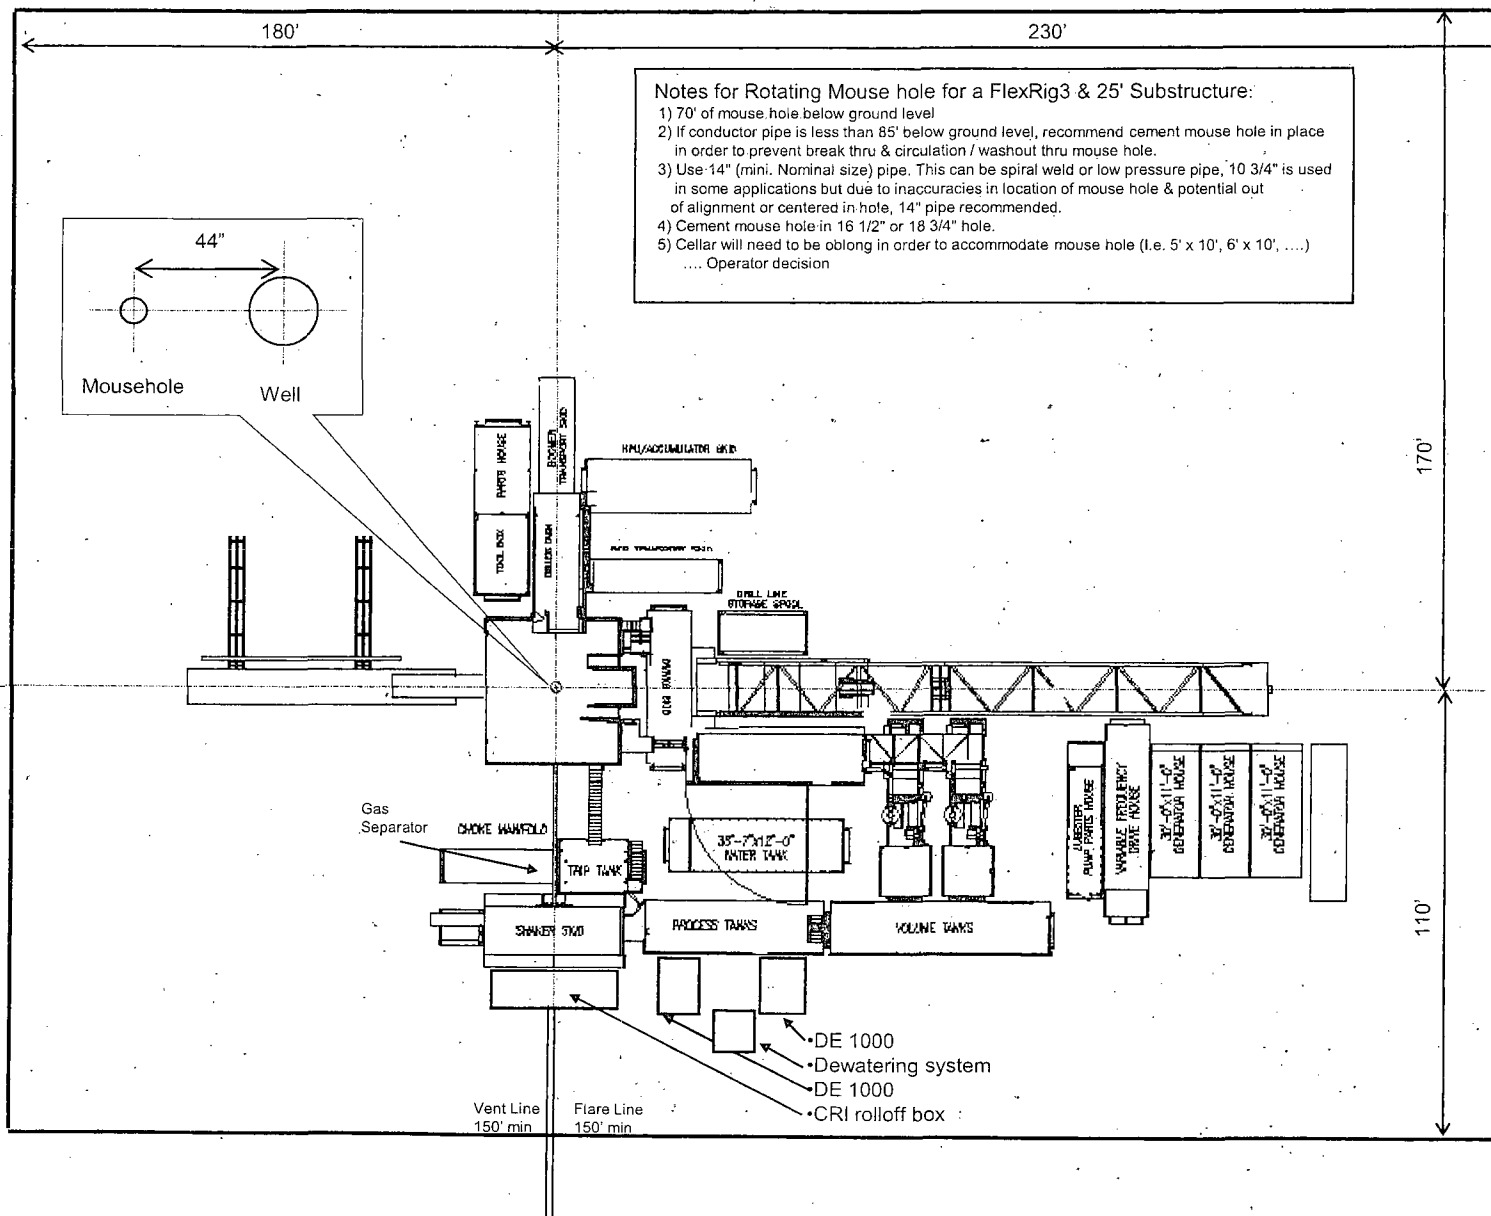 180'
230'
Notes for Rotating Mouse hole for a FlexRig3 & 25' Substructure:
1) 70' of mouse hole below ground level
2) If conductor pipe is less than 85' below ground level, recommend cement mouse hole in place
in order to prevent break thru & circulation / washout thru mouse hole.
3) Use 14" (mini. Nominal size) pipe. This can be spiral weld or low pressure pipe, 10 3/4" is used
in some applications but due to inaccuracies in location of mouse hole & potential out
of alignment or centered in hole, 14" pipe recommended.
4) Cement mouse hole in 16 1/2" or 18 3/4" hole.
5) Cellar will need to be oblong in order to accommodate mouse hole (I.e. 5' x 10', 6' x 10', ....)
.... Operator decision
44"
Mousehole
Well
PARTS HOUSE
TOOL BOX
TRANSPORT SKID
HPU/ACCUMULATOR SKID
DRILL LINE
STORAGE SPOOL
170'
Gas
Separator
CHOKE MANIFOLD
TRIP TANK
WATER TANK
PUMP PARTS HOUSE
VARIABLE FREQUENCY
DRIVE HOUSE
30'-0"x11'-0"
GENERATOR HOUSE
30'-0"x11'-0"
GENERATOR HOUSE
30'-0"x11'-0"
GENERATOR HOUSE
110'
SHAKER SKID
PROCESS TANKS
VOLUME TANKS
•DE 1000
•Dewatering system
•DE 1000
•CRI rolloff box
Vent Line
150' min
Flare Line
150' min